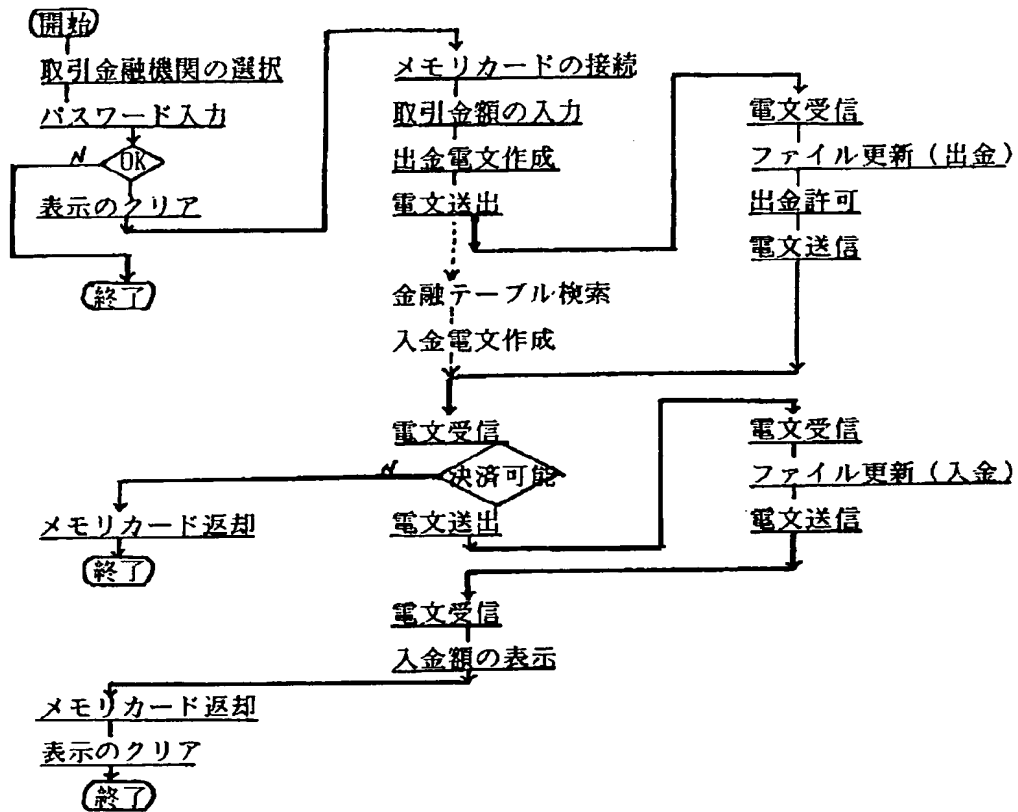 開始
取引金融機関の選択
パスワード入力
N
OK
表示のクリア
終了
メモリカードの接続
取引金額の入力
出金電文作成
電文送出
金融テーブル検索
入金電文作成
電文受信
ファイル更新（出金）
出金許可
電文送信
電文受信
N
決済可能
電文送出
メモリカード返却
終了
電文受信
ファイル更新（入金）
電文送信
電文受信
入金額の表示
メモリカード返却
表示のクリア
終了